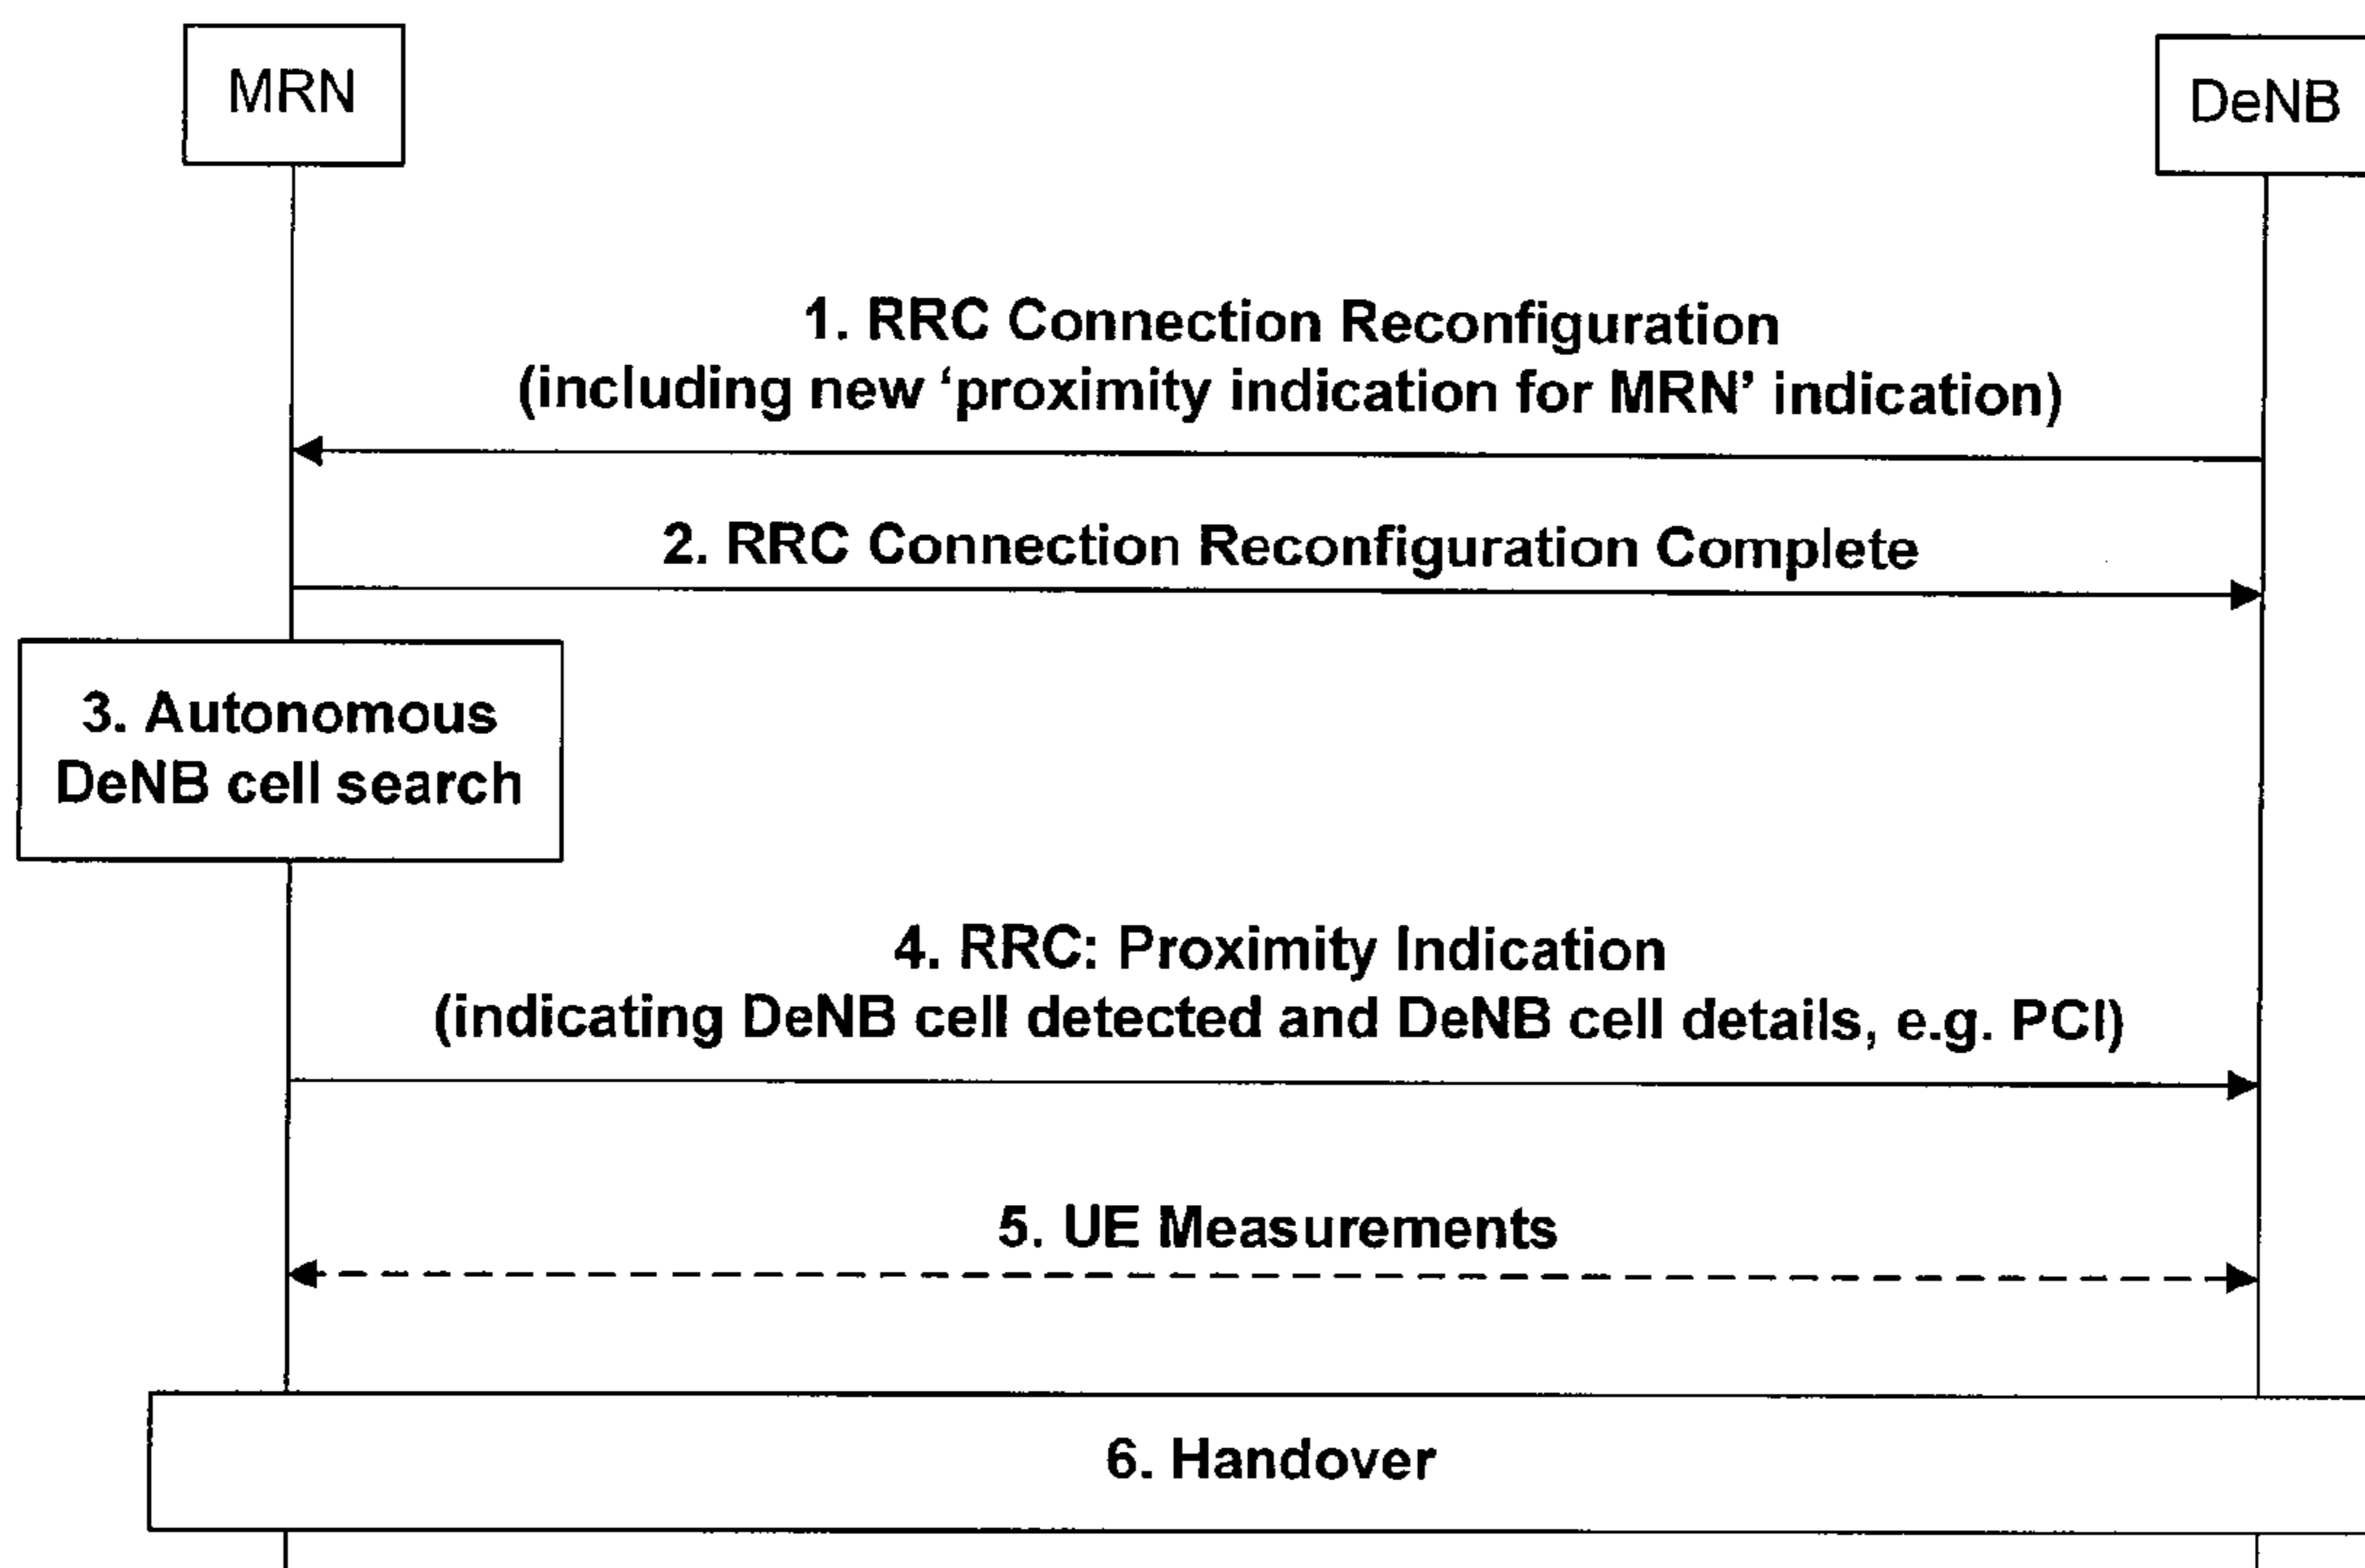 MRN
DeNB
1. RRC Connection Reconfiguration
(including new ‘proximity indication for MRN’ indication)
2. RRC Connection Reconfiguration Complete
3. Autonomous
DeNB cell search
4. RRC: Proximity Indication
(indicating DeNB cell detected and DeNB cell details, e.g. PCI)
5. UE Measurements
6. Handover